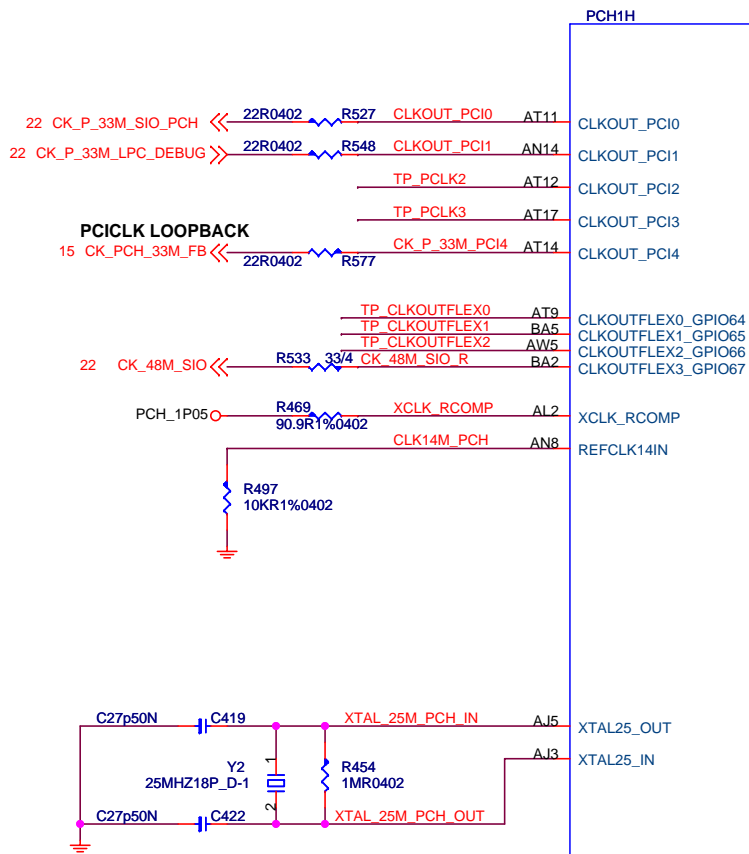 PCH1H
22 CK_P_33M_SIO_PCH 22R0402 R527 CLKOUT_PCI0 AT11 CLKOUT_PCI0
22 CK_P_33M_LPC_DEBUG 22R0402 R548 CLKOUT_PCI1 AN14 CLKOUT_PCI1
TP_PCLK2 AT12 CLKOUT_PCI2
TP_PCLK3 AT17 CLKOUT_PCI3
PCICLK LOOPBACK
15 CK_PCH_33M_FB 22R0402 R577 CK_P_33M_PCI4 AT14 CLKOUT_PCI4
TP_CLKOUTFLEX0 AT9 CLKOUTFLEX0_GPIO64
TP_CLKOUTFLEX1 BA5 CLKOUTFLEX1_GPIO65
TP_CLKOUTFLEX2 AW5 CLKOUTFLEX2_GPIO66
22 CK_48M_SIO R533 33/4 CK_48M_SIO_R BA2 CLKOUTFLEX3_GPIO67
PCH_1P05 R469 XCLK_RCOMP AL2 XCLK_RCOMP
90.9R1%0402
CLK14M_PCH AN8 REFCLK14IN
R497
10KR1%0402
C27p50N C419 XTAL_25M_PCH_IN AJ5 XTAL25_OUT
AJ3 XTAL25_IN
1
Y2 R454
25MHZ18P_D-1 1MR0402
2
C27p50N C422 XTAL_25M_PCH_OUT